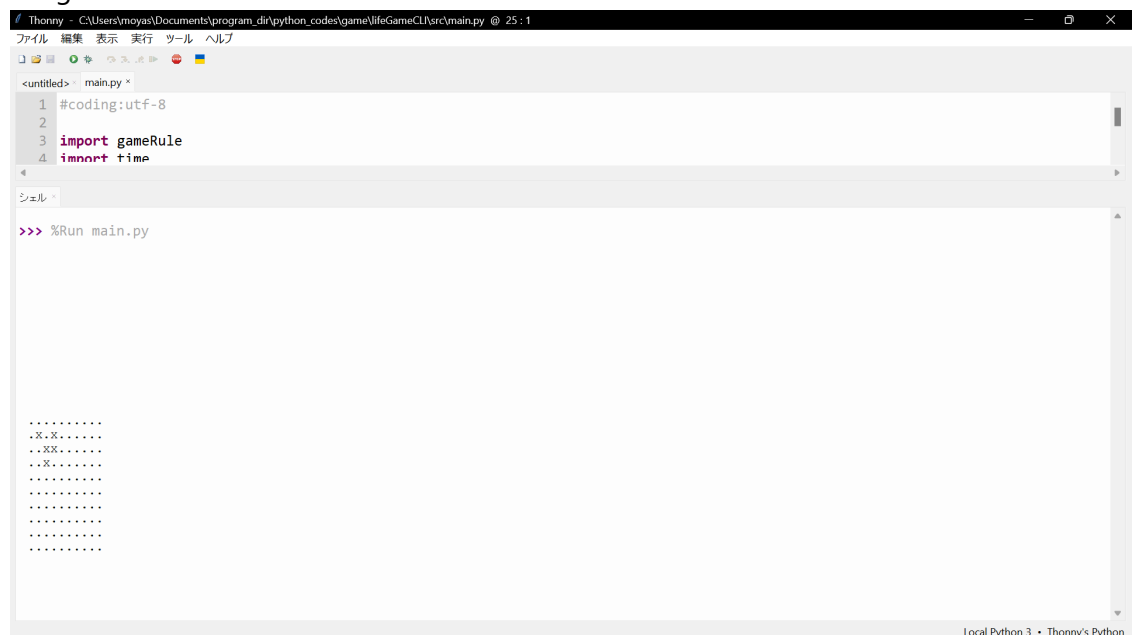 Thonny - C:\Users\moyas\Documents\program_dir\python_codes\game\lifeGameCLI\src\main.py @ 25 : 1
ファイル 編集 表示 実行 ツール ヘルプ
<untitled> × main.py ×
1 #coding:utf-8
2
3 import gameRule
4 import time
シェル ×
>>> %Run main.py
..........
.x.x......
..xx......
..x.......
..........
..........
..........
..........
..........
..........
Local Python 3 • Thonny's Python